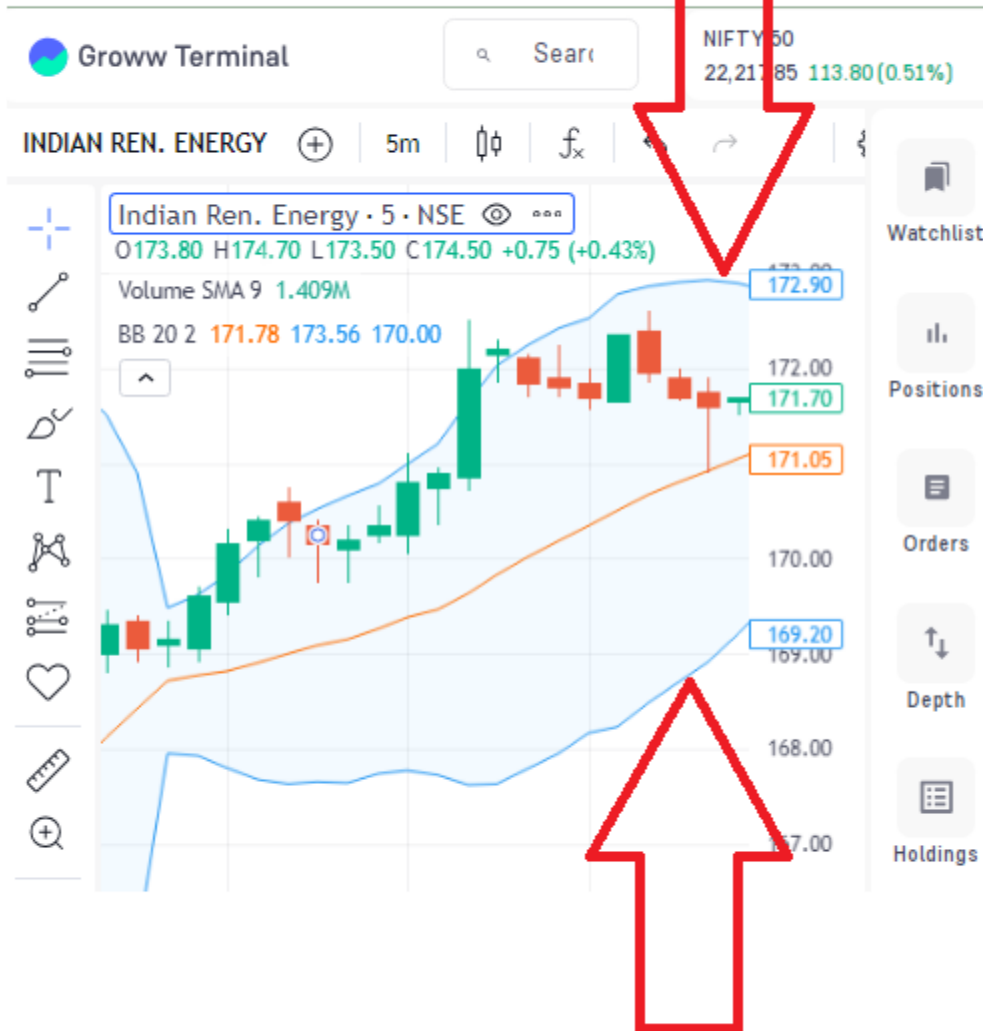 Groww Terminal
Searc
NIFTY 50
22,217.85 113.80 (0.51%)
INDIAN REN. ENERGY
5m
Indian Ren. Energy · 5 · NSE
O173.80 H174.70 L173.50 C174.50 +0.75 (+0.43%)
Volume SMA 9 1.409M
BB 20 2 171.78 173.56 170.00
172.90
172.00
171.70
171.05
170.00
169.20
169.00
168.00
Watchlist
Positions
Orders
Depth
Holdings